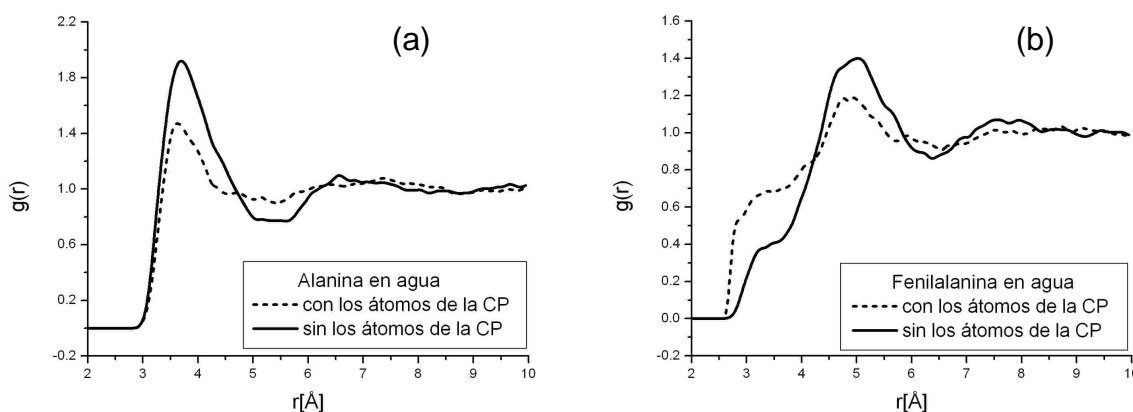 (a)
2.2
1.8
1.4
1.0
0.6
0.2
-0.2
g(r)
Alanina en agua
con los átomos de la CP
sin los átomos de la CP
2 3 4 5 6 7 8 9 10
r[Å]
(b)
1.6
1.4
1.2
1.0
0.8
0.6
0.4
0.2
0.0
-0.2
g(r)
Fenilalanina en agua
con los átomos de la CP
sin los átomos de la CP
2 3 4 5 6 7 8 9 10
r[Å]